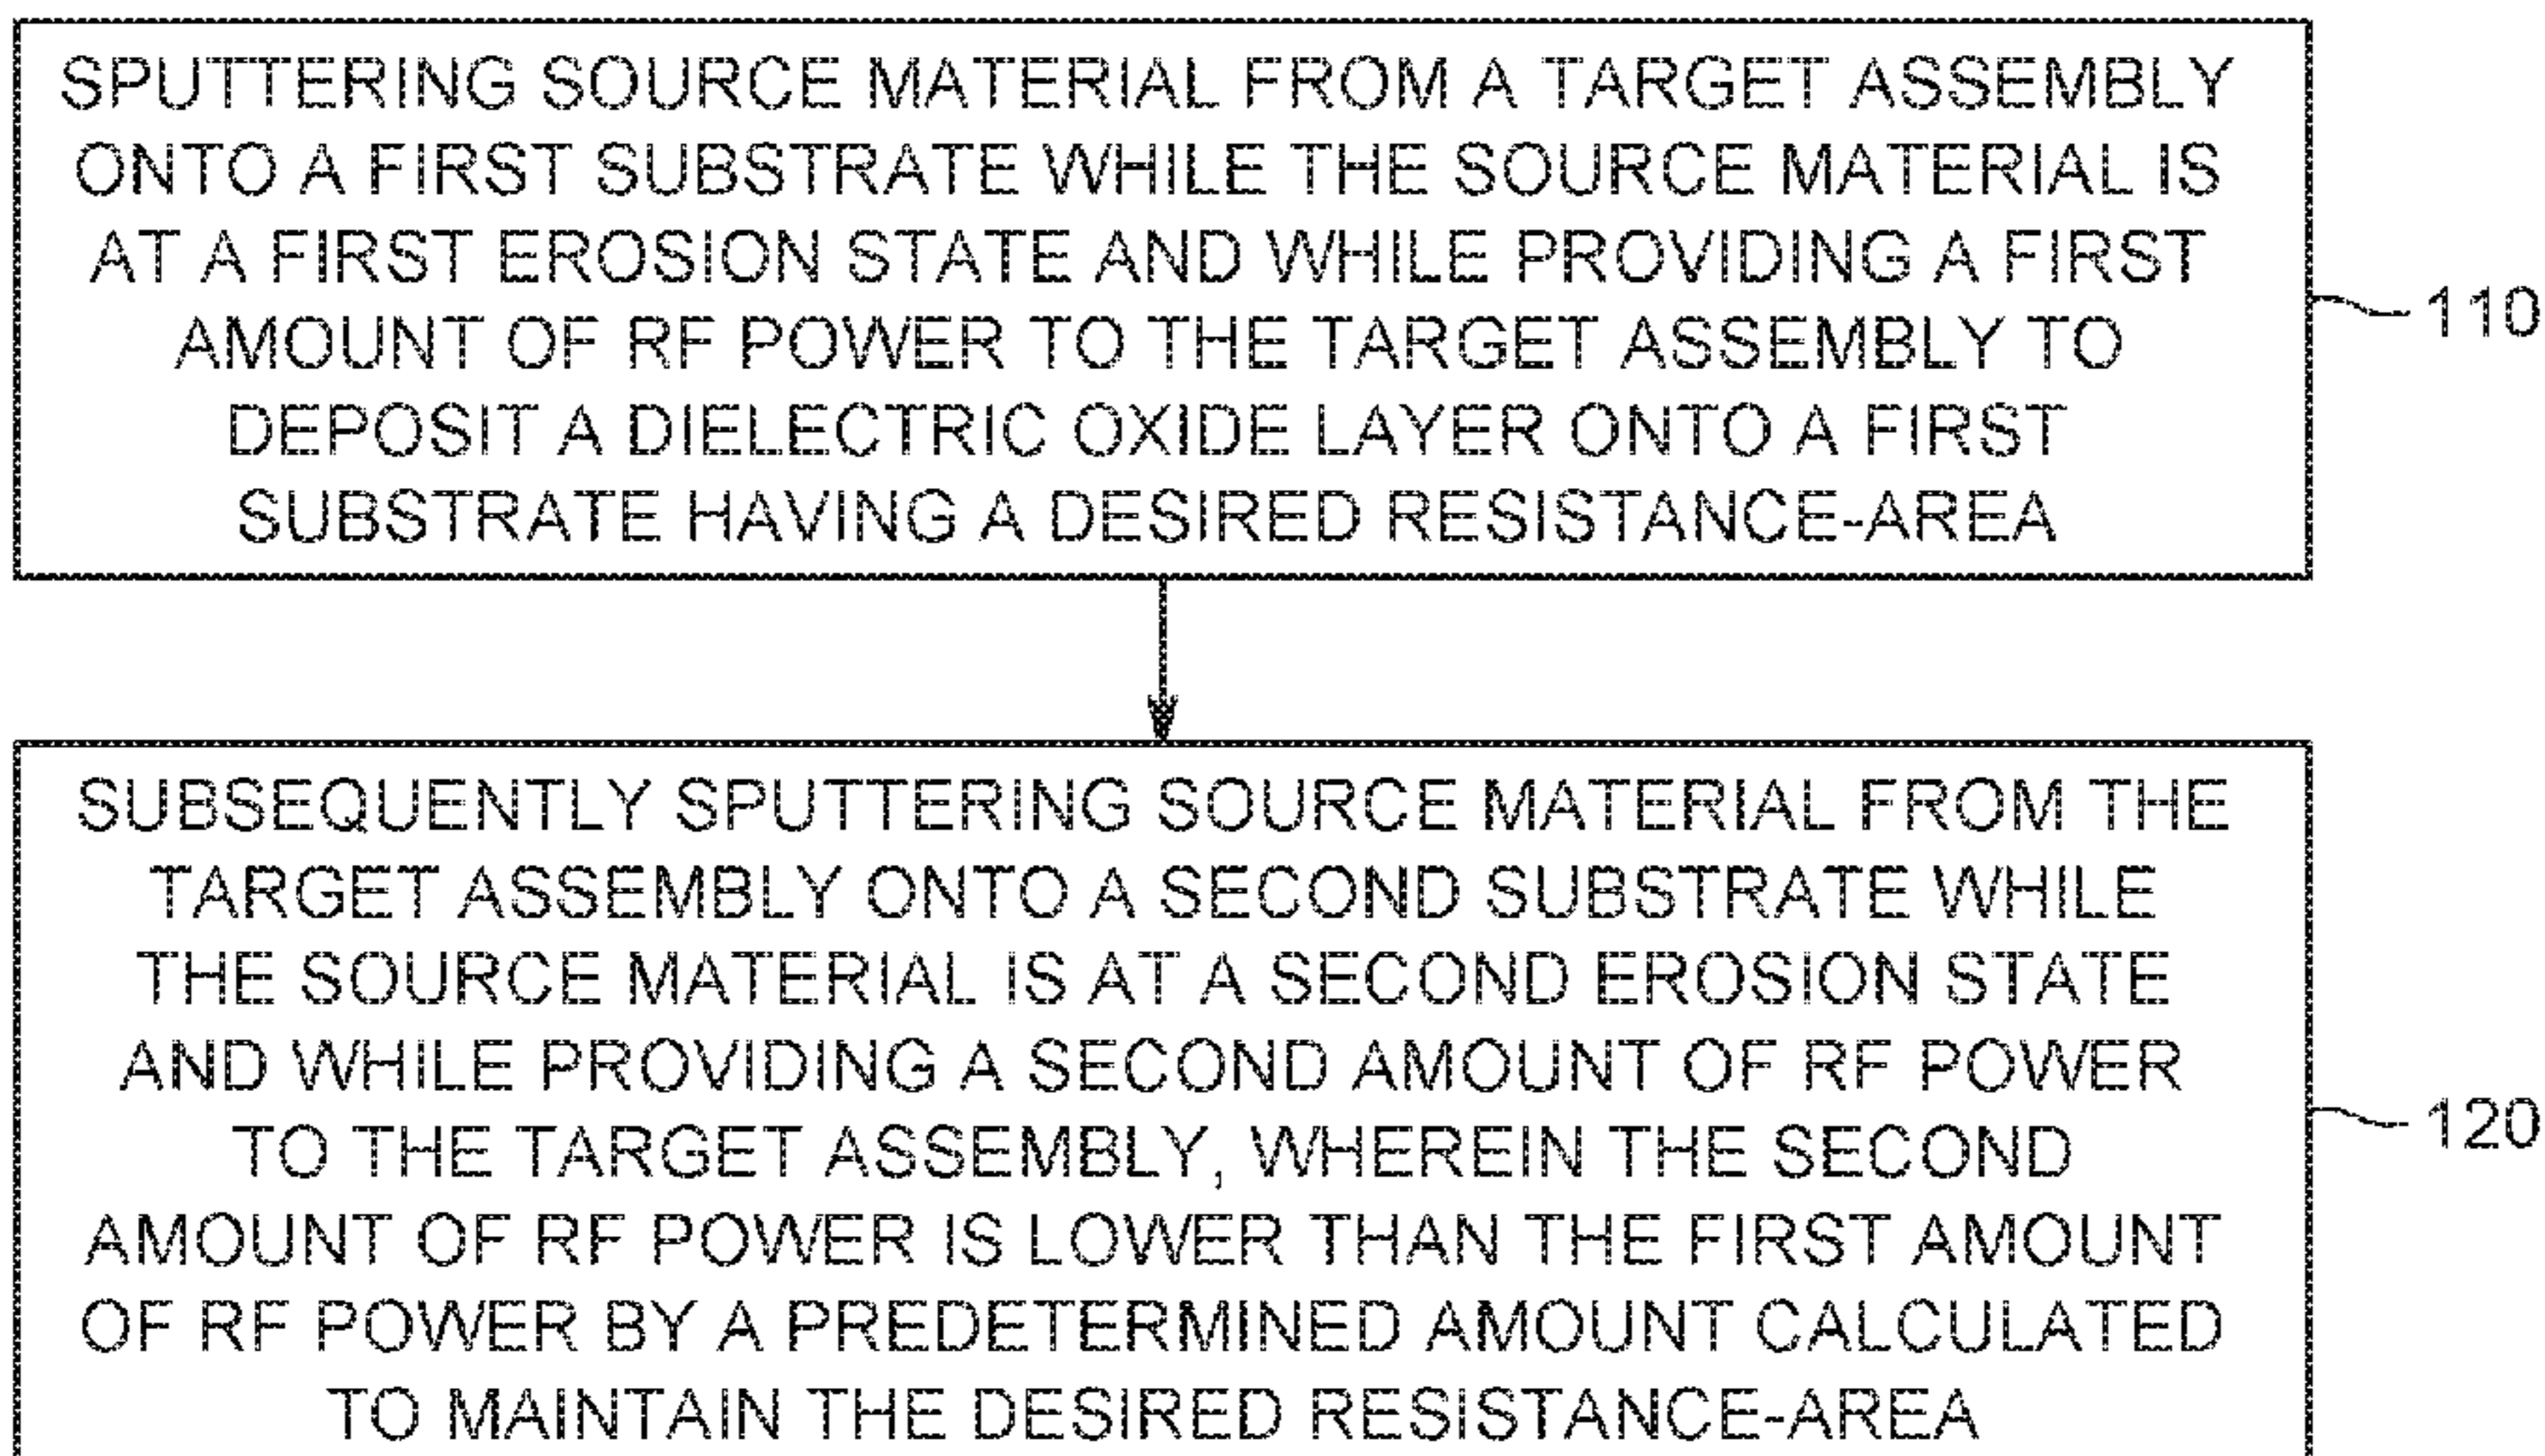 SPUTTERING SOURCE MATERIAL FROM A TARGET ASSEMBLY
ONTO A FIRST SUBSTRATE WHILE THE SOURCE MATERIAL IS
AT A FIRST EROSION STATE AND WHILE PROVIDING A FIRST
AMOUNT OF RF POWER TO THE TARGET ASSEMBLY TO
DEPOSIT A DIELECTRIC OXIDE LAYER ONTO A FIRST
SUBSTRATE HAVING A DESIRED RESISTANCE-AREA
110
SUBSEQUENTLY SPUTTERING SOURCE MATERIAL FROM THE
TARGET ASSEMBLY ONTO A SECOND SUBSTRATE WHILE
THE SOURCE MATERIAL IS AT A SECOND EROSION STATE
AND WHILE PROVIDING A SECOND AMOUNT OF RF POWER
TO THE TARGET ASSEMBLY, WHEREIN THE SECOND
AMOUNT OF RF POWER IS LOWER THAN THE FIRST AMOUNT
OF RF POWER BY A PREDETERMINED AMOUNT CALCULATED
TO MAINTAIN THE DESIRED RESISTANCE-AREA
120